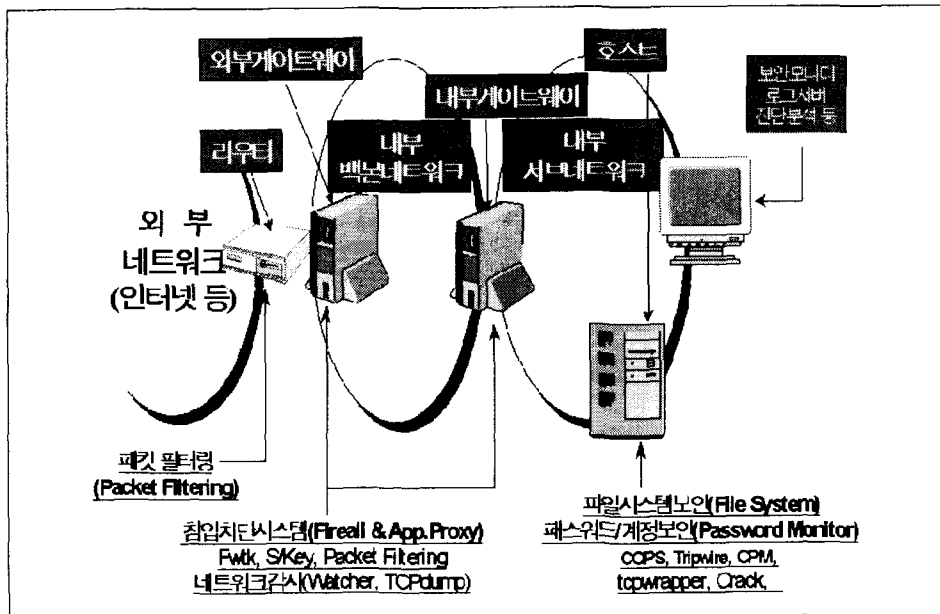 외부게이트웨이
호스트
보안모니터
로그서버
진단분석 등
내부게이트웨이
라우터
내부
백본네트워크
내부
서브네트워크
외 부
네트워크
(인터넷 등)
패킷 필터링
(Packet Filtering)
침입차단시스템(Fireall & App.Proxy)
Fwtk, S/Key, Packet Filtering
네트워크감시(Watcher, TCPdump)
파일시스템보안(File System)
패스워드/계정보안(Password Monitor)
COPS, Tripwire, CPM,
tcpwrapper, Crack,